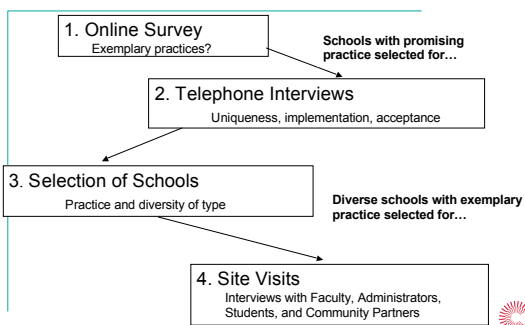 1. Online Survey
Exemplary practices?
Schools with promising
practice selected for…
2. Telephone Interviews
Uniqueness, implementation, acceptance
3. Selection of Schools
Practice and diversity of type
Diverse schools with exemplary
practice selected for…
4. Site Visits
Interviews with Faculty, Administrators,
Students, and Community Partners